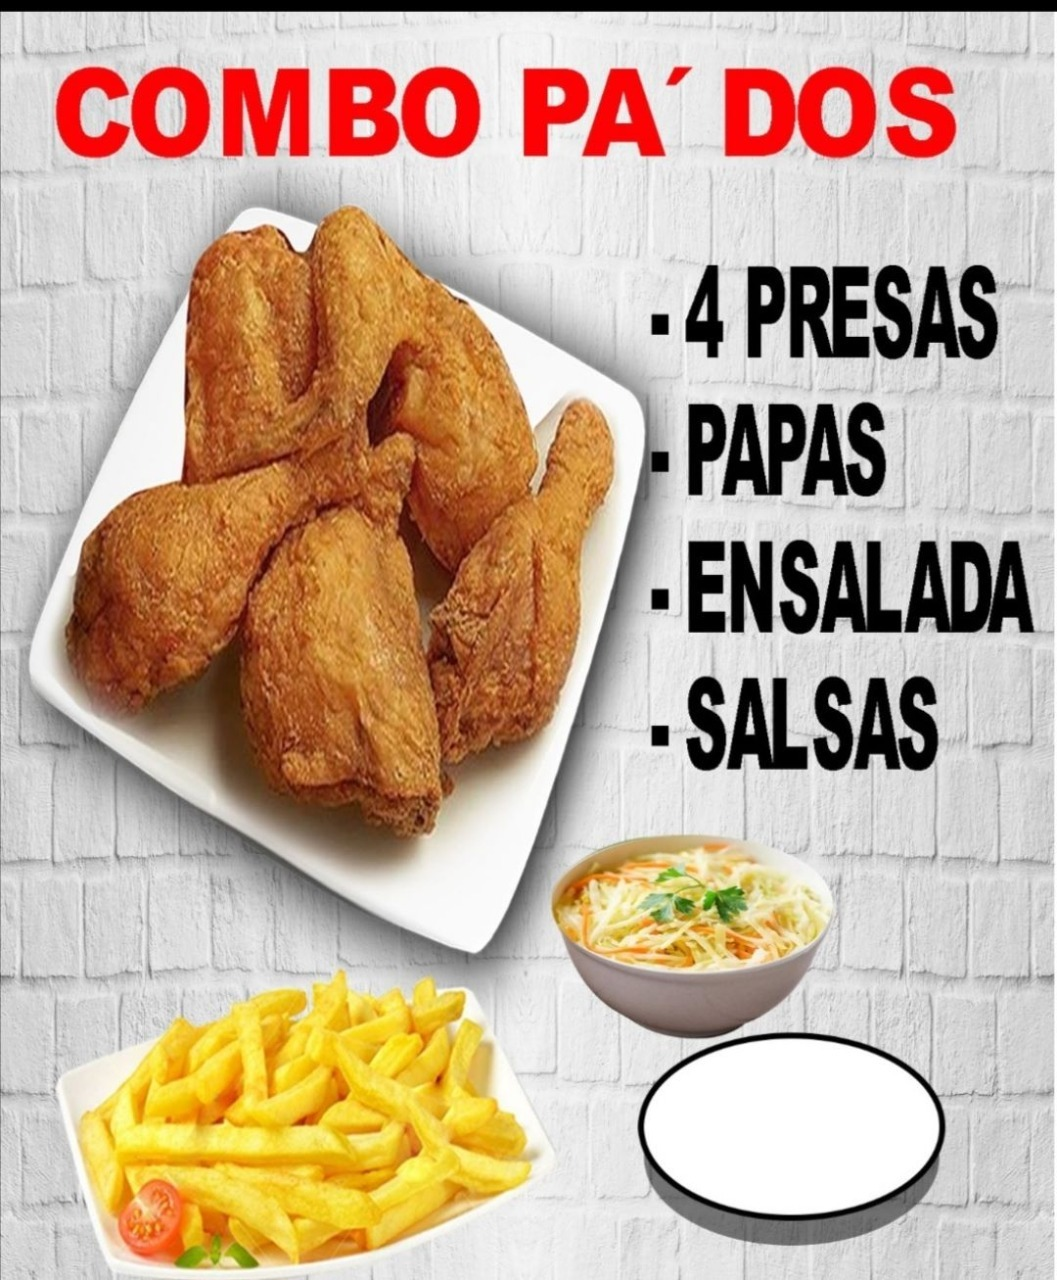 COMBO PA´ DOS
- 4 PRESAS
- PAPAS
- ENSALADA
- SALSAS